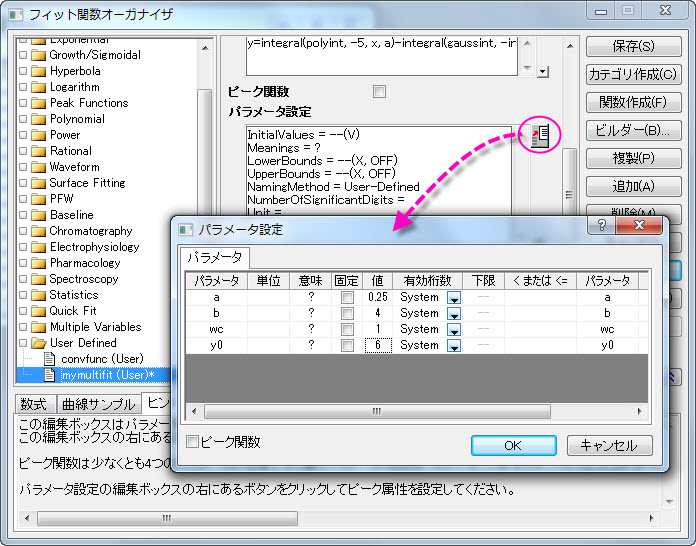 フィット関数オーガナイザ
Exponential
Growth/Sigmoidal
Hyperbola
Logarithm
Peak Functions
Polynomial
Power
Rational
Waveform
Surface Fitting
PFW
Baseline
Chromatography
Electrophysiology
Pharmacology
Spectroscopy
Statistics
Quick Fit
Multiple Variables
User Defined
convfunc (User)
mymultifit (User)*
y=integral(polyint, -5, x, a)-integral(gaussint, -in
ピーク関数
パラメータ設定
InitialValues = --(V)
Meanings = ?
LowerBounds = --(X, OFF)
UpperBounds = --(X, OFF)
NamingMethod = User-Defined
NumberOfSignificantDigits =
Unit =
保存(S)
カテゴリ作成(C)
関数作成(F)
ビルダー(B)...
複製(P)
追加(A)
削除(M)
パラメータ設定
パラメータ
パラメータ 単位 意味 固定 値 有効桁数 下限 < または <= パラメータ
a ? 0.25 System -- a
b ? 4 System -- b
wc ? 1 System -- wc
y0 ? 6 System -- y0
ピーク関数
OK
キャンセル
数式 曲線サンプル ヒン
この編集ボックスはパラメー
この編集ボックスの右にある
ピーク関数は少なくとも4つの
パラメータ設定の編集ボックスの右にあるボタンをクリックしてピーク属性を設定してください。